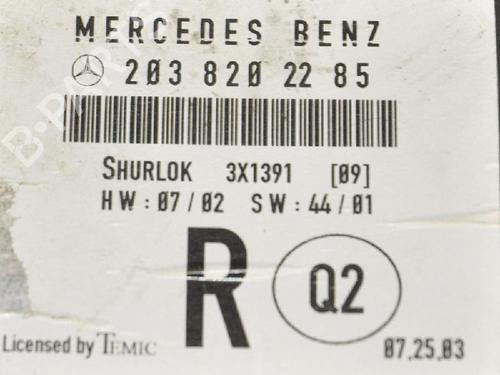 MERCEDES BENZ
203 820 22 85
SHURLOK 3X1391 [09]
HW : 07 / 02 SW : 44 / 01
R Q2
Licensed by TEMIC 07,25,03
B-PARTS